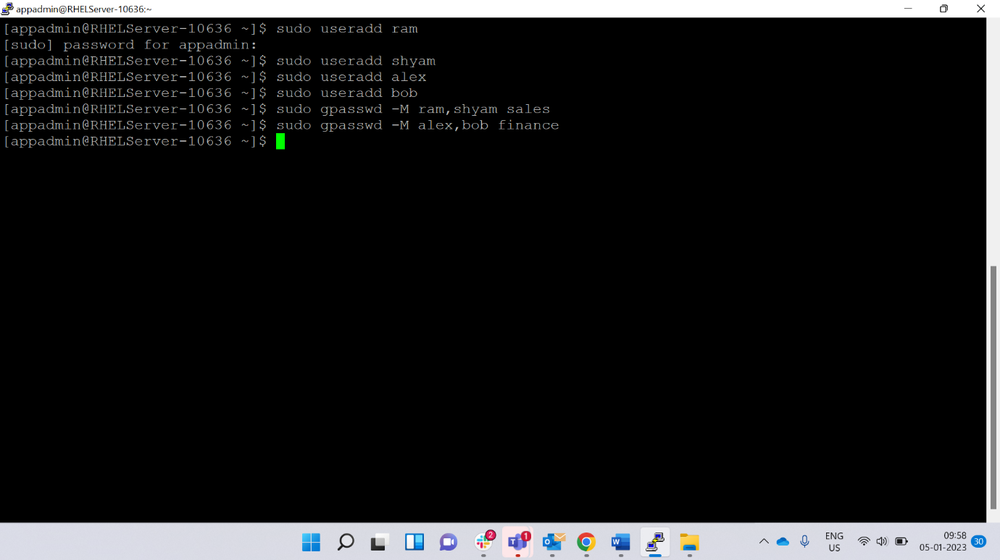 appadmin@RHELServer-10636:~
[appadmin@RHELServer-10636 ~]$ sudo useradd ram
[sudo] password for appadmin:
[appadmin@RHELServer-10636 ~]$ sudo useradd shyam
[appadmin@RHELServer-10636 ~]$ sudo useradd alex
[appadmin@RHELServer-10636 ~]$ sudo useradd bob
[appadmin@RHELServer-10636 ~]$ sudo gpasswd -M ram,shyam sales
[appadmin@RHELServer-10636 ~]$ sudo gpasswd -M alex,bob finance
[appadmin@RHELServer-10636 ~]$
2
T 1
O
W
ENG
US
09:58
05-01-2023
30